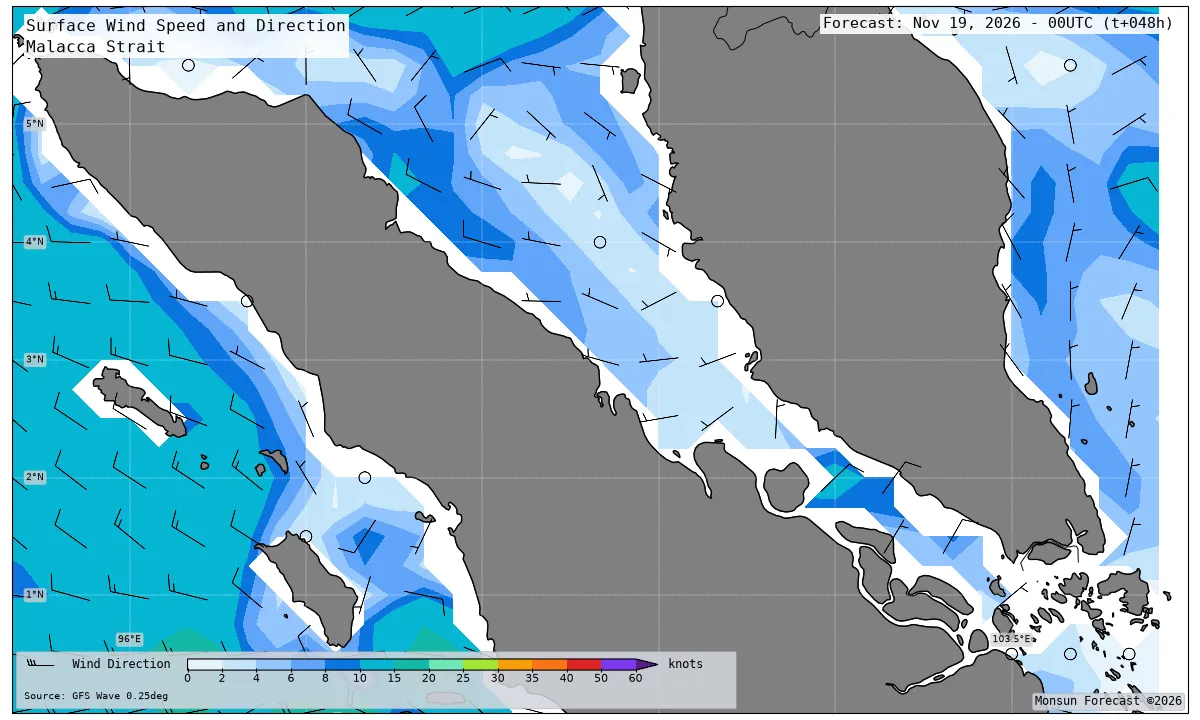 Surface Wind Speed and Direction
Malacca Strait
Forecast: Nov 19, 2026 - 00UTC (t+048h)
5°N
4°N
3°N
2°N
1°N
96°E
103.5°E
Wind Direction
0 2 4 6 8 10 15 20 25 30 35 40 50 60
knots
Source: GFS Wave 0.25deg
Monsun Forecast ©2026